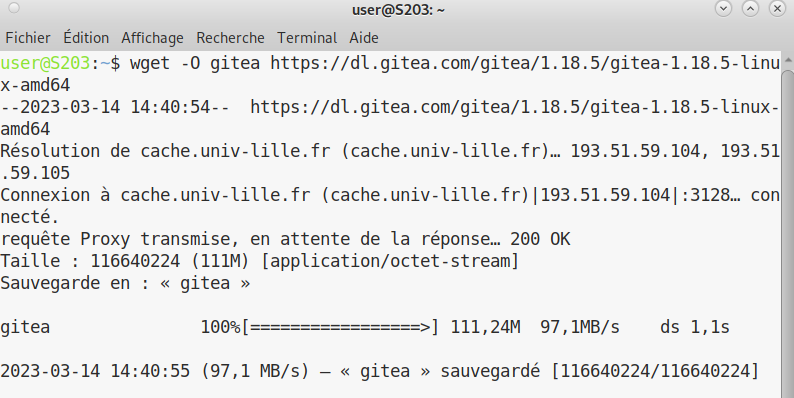 user@S203: ~
Fichier Édition Affichage Recherche Terminal Aide
user@S203:~$ wget -O gitea https://dl.gitea.com/gitea/1.18.5/gitea-1.18.5-linu
x-amd64
--2023-03-14 14:40:54--  https://dl.gitea.com/gitea/1.18.5/gitea-1.18.5-linux-
amd64
Résolution de cache.univ-lille.fr (cache.univ-lille.fr)… 193.51.59.104, 193.51
.59.105
Connexion à cache.univ-lille.fr (cache.univ-lille.fr)|193.51.59.104|:3128… con
necté.
requête Proxy transmise, en attente de la réponse… 200 OK
Taille : 116640224 (111M) [application/octet-stream]
Sauvegarde en : « gitea »
gitea               100%[=================>] 111,24M  97,1MB/s    ds 1,1s
2023-03-14 14:40:55 (97,1 MB/s) — « gitea » sauvegardé [116640224/116640224]